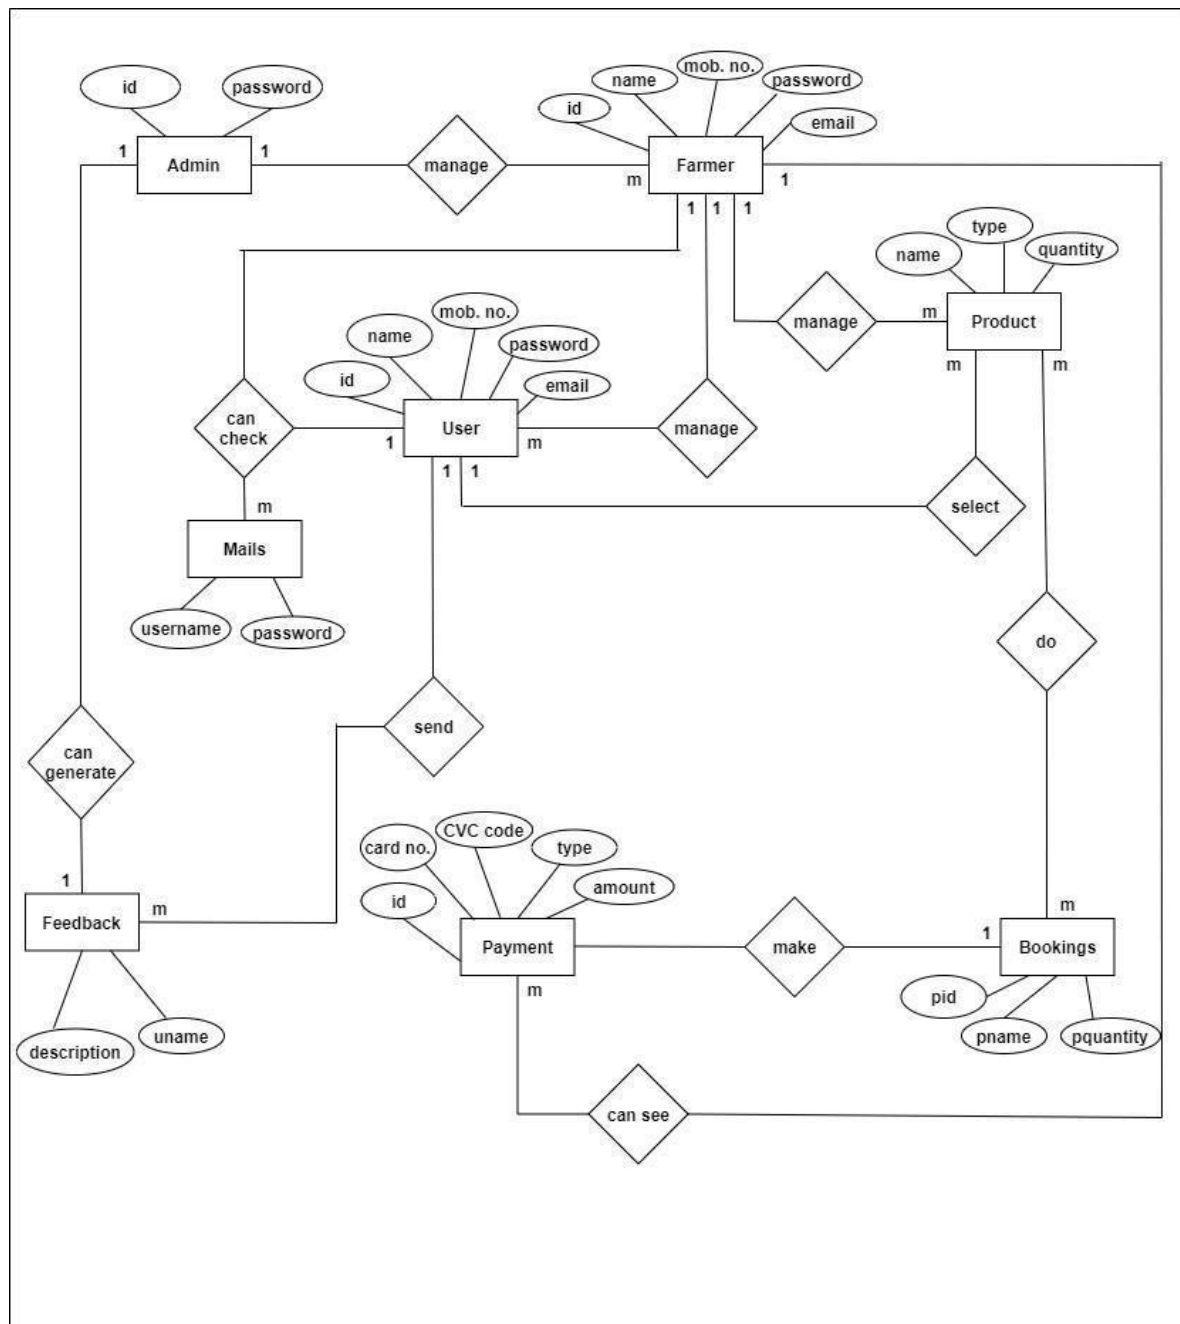 mob. no.
name
password
id
password
id
email
1
Admin
1
manage
m
Farmer
1
1
1
1
type
name
quantity
mob. no.
name
password
id
email
manage
m
Product
m
m
can
check
1
User
m
manage
1
1
m
Mails
select
username
password
do
send
can
generate
CVC code
card no.
type
amount
id
1
m
Feedback
Payment
m
make
1
m
Bookings
pid
pname
pquantity
description
uname
can see